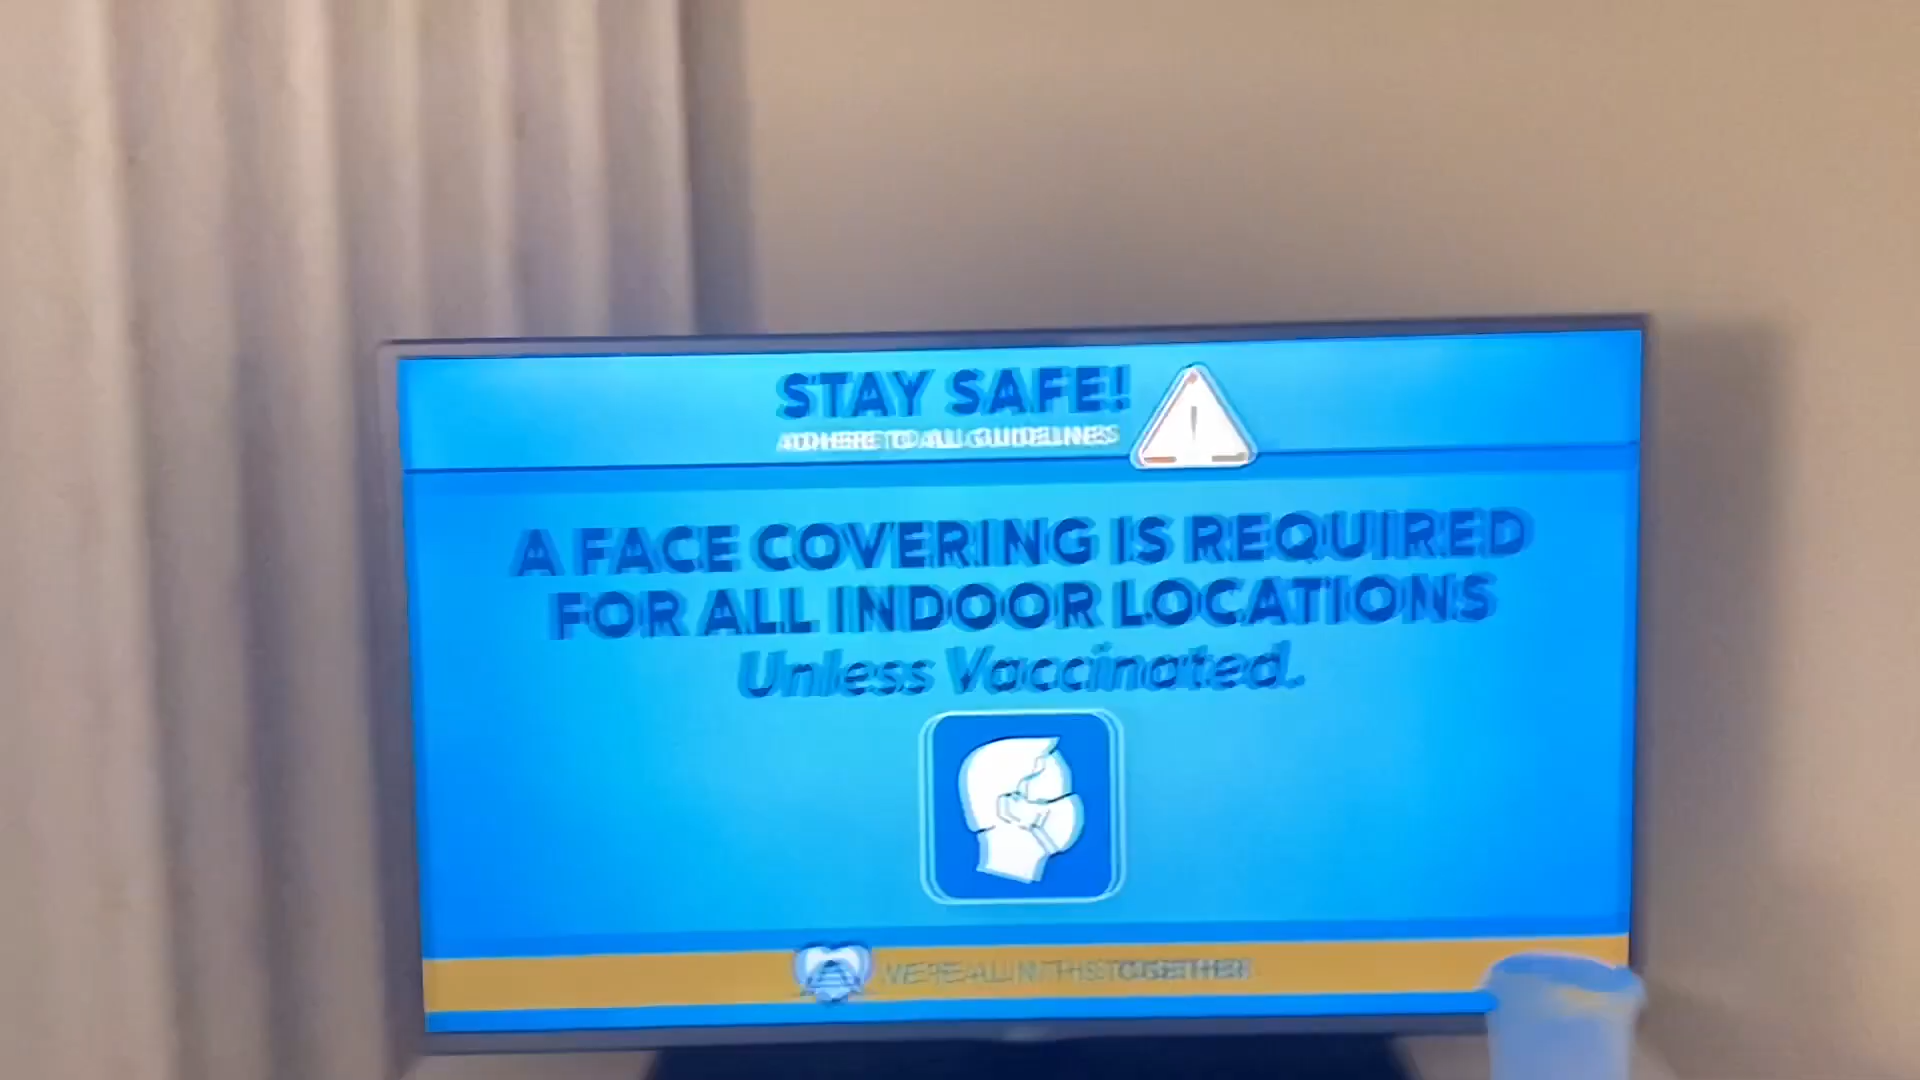 STAY SAFE!
ADHERE TO ALL GUIDELINES
A FACE COVERING IS REQUIRED
FOR ALL INDOOR LOCATIONS
Unless Vaccinated.
WE'RE ALL IN THIS TOGETHER